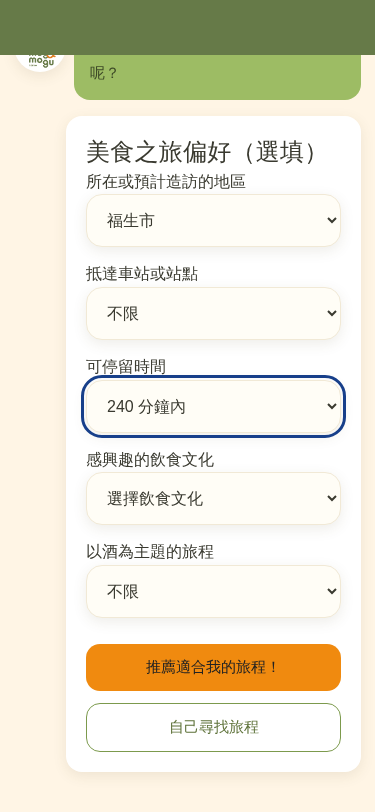 mogu
呢？
美食之旅偏好（選填）
所在或預計造訪的地區
福生市
抵達車站或站點
不限
可停留時間
240 分鐘內
感興趣的飲食文化
選擇飲食文化
以酒為主題的旅程
不限
推薦適合我的旅程！
自己尋找旅程